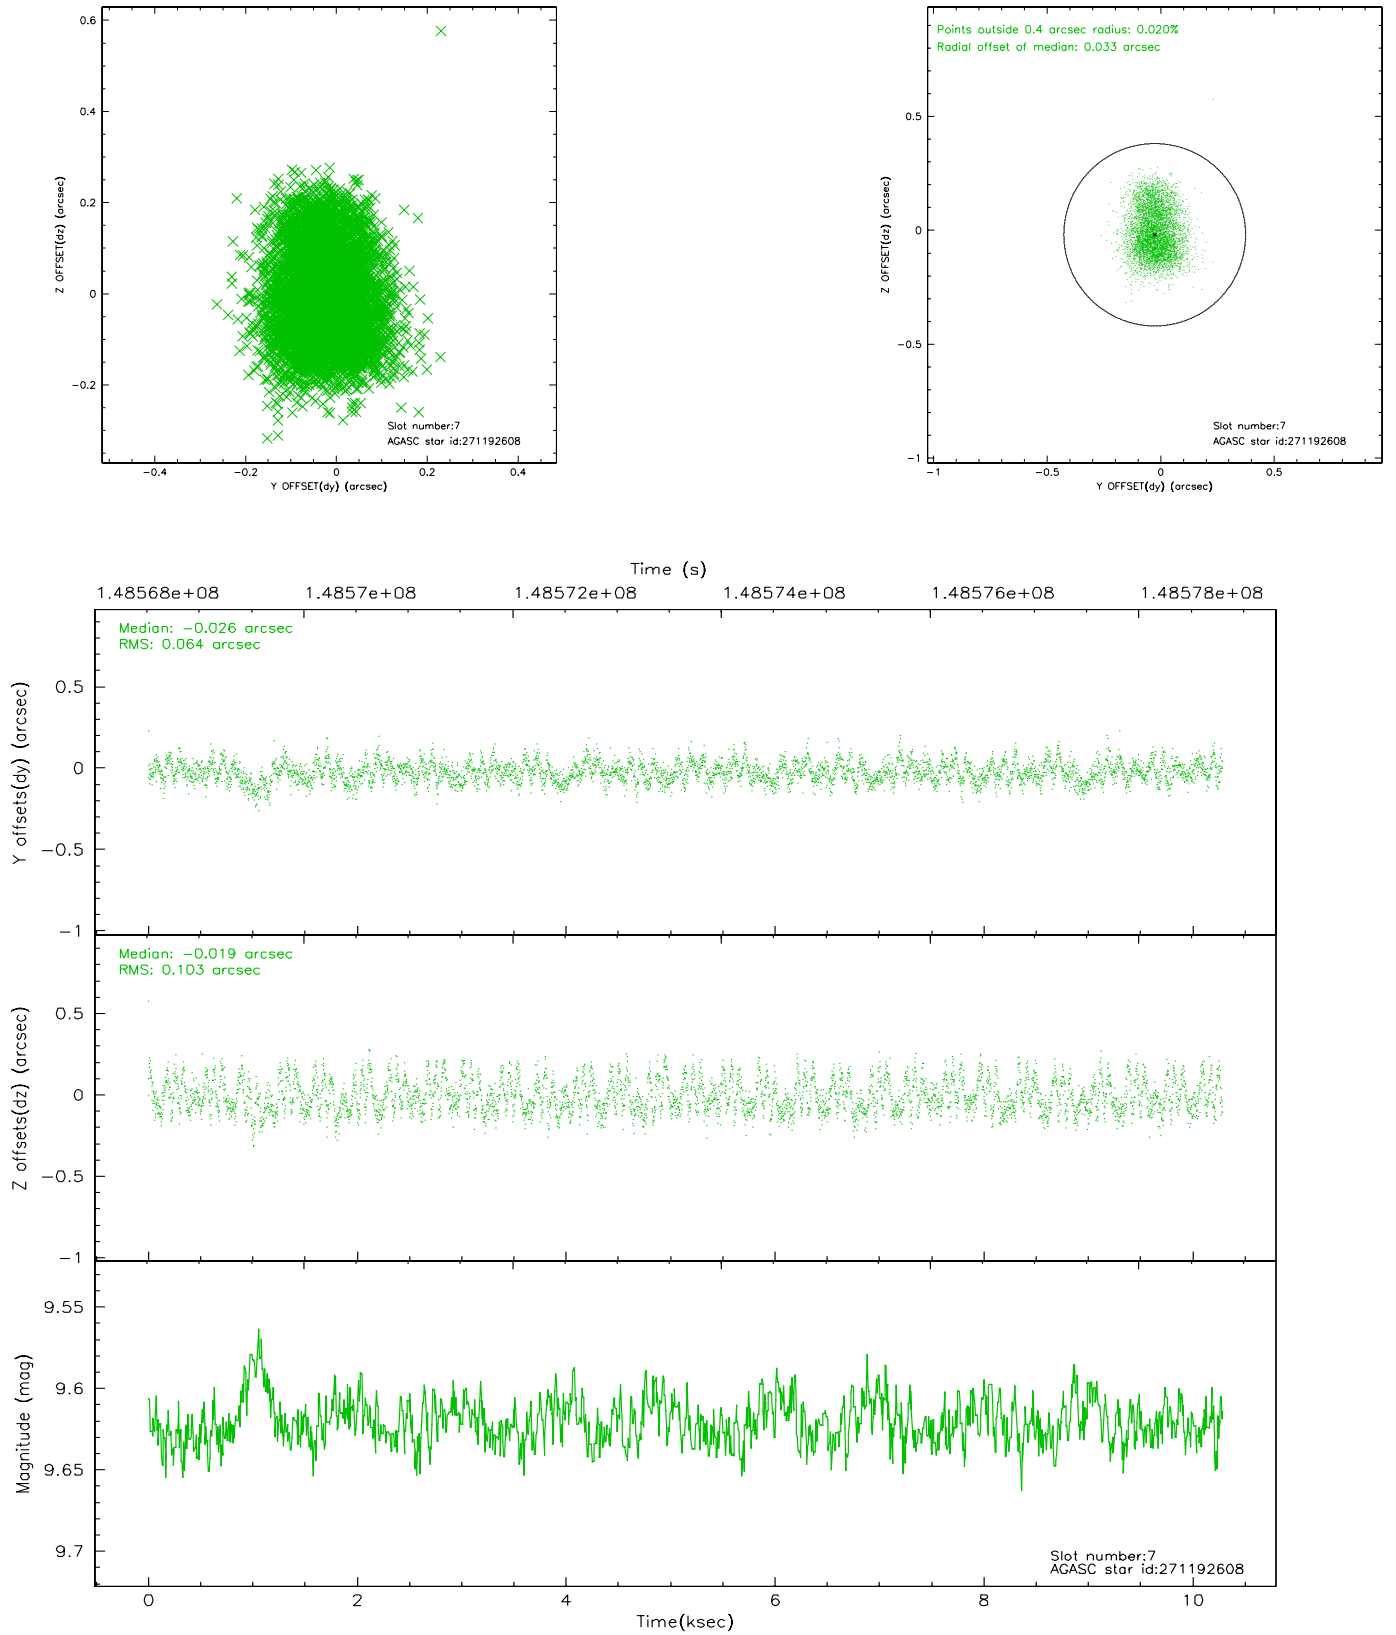 0.6
0.4
0.2
0
−0.2
Z OFFSET(dz) (arcsec)
Slot number:7
AGASC star id:271192608
−0.4 −0.2 0 0.2 0.4
Y OFFSET(dy) (arcsec)
Points outside 0.4 arcsec radius: 0.020%
Radial offset of median: 0.033 arcsec
0.5
0
−0.5
−1
Z OFFSET(dz) (arcsec)
Slot number:7
AGASC star id:271192608
−1 −0.5 0 0.5
Y OFFSET(dy) (arcsec)
Time (s)
1.48568e+08 1.4857e+08 1.48572e+08 1.48574e+08 1.48576e+08 1.48578e+08
Median: −0.026 arcsec
RMS: 0.064 arcsec
0.5
0
−0.5
−1
Y offsets(dy) (arcsec)
Median: −0.019 arcsec
RMS: 0.103 arcsec
0.5
0
−0.5
−1
Z offsets(dz) (arcsec)
9.55
9.6
9.65
9.7
Magnitude (mag)
Slot number:7
AGASC star id:271192608
0 2 4 6 8 10
Time(ksec)